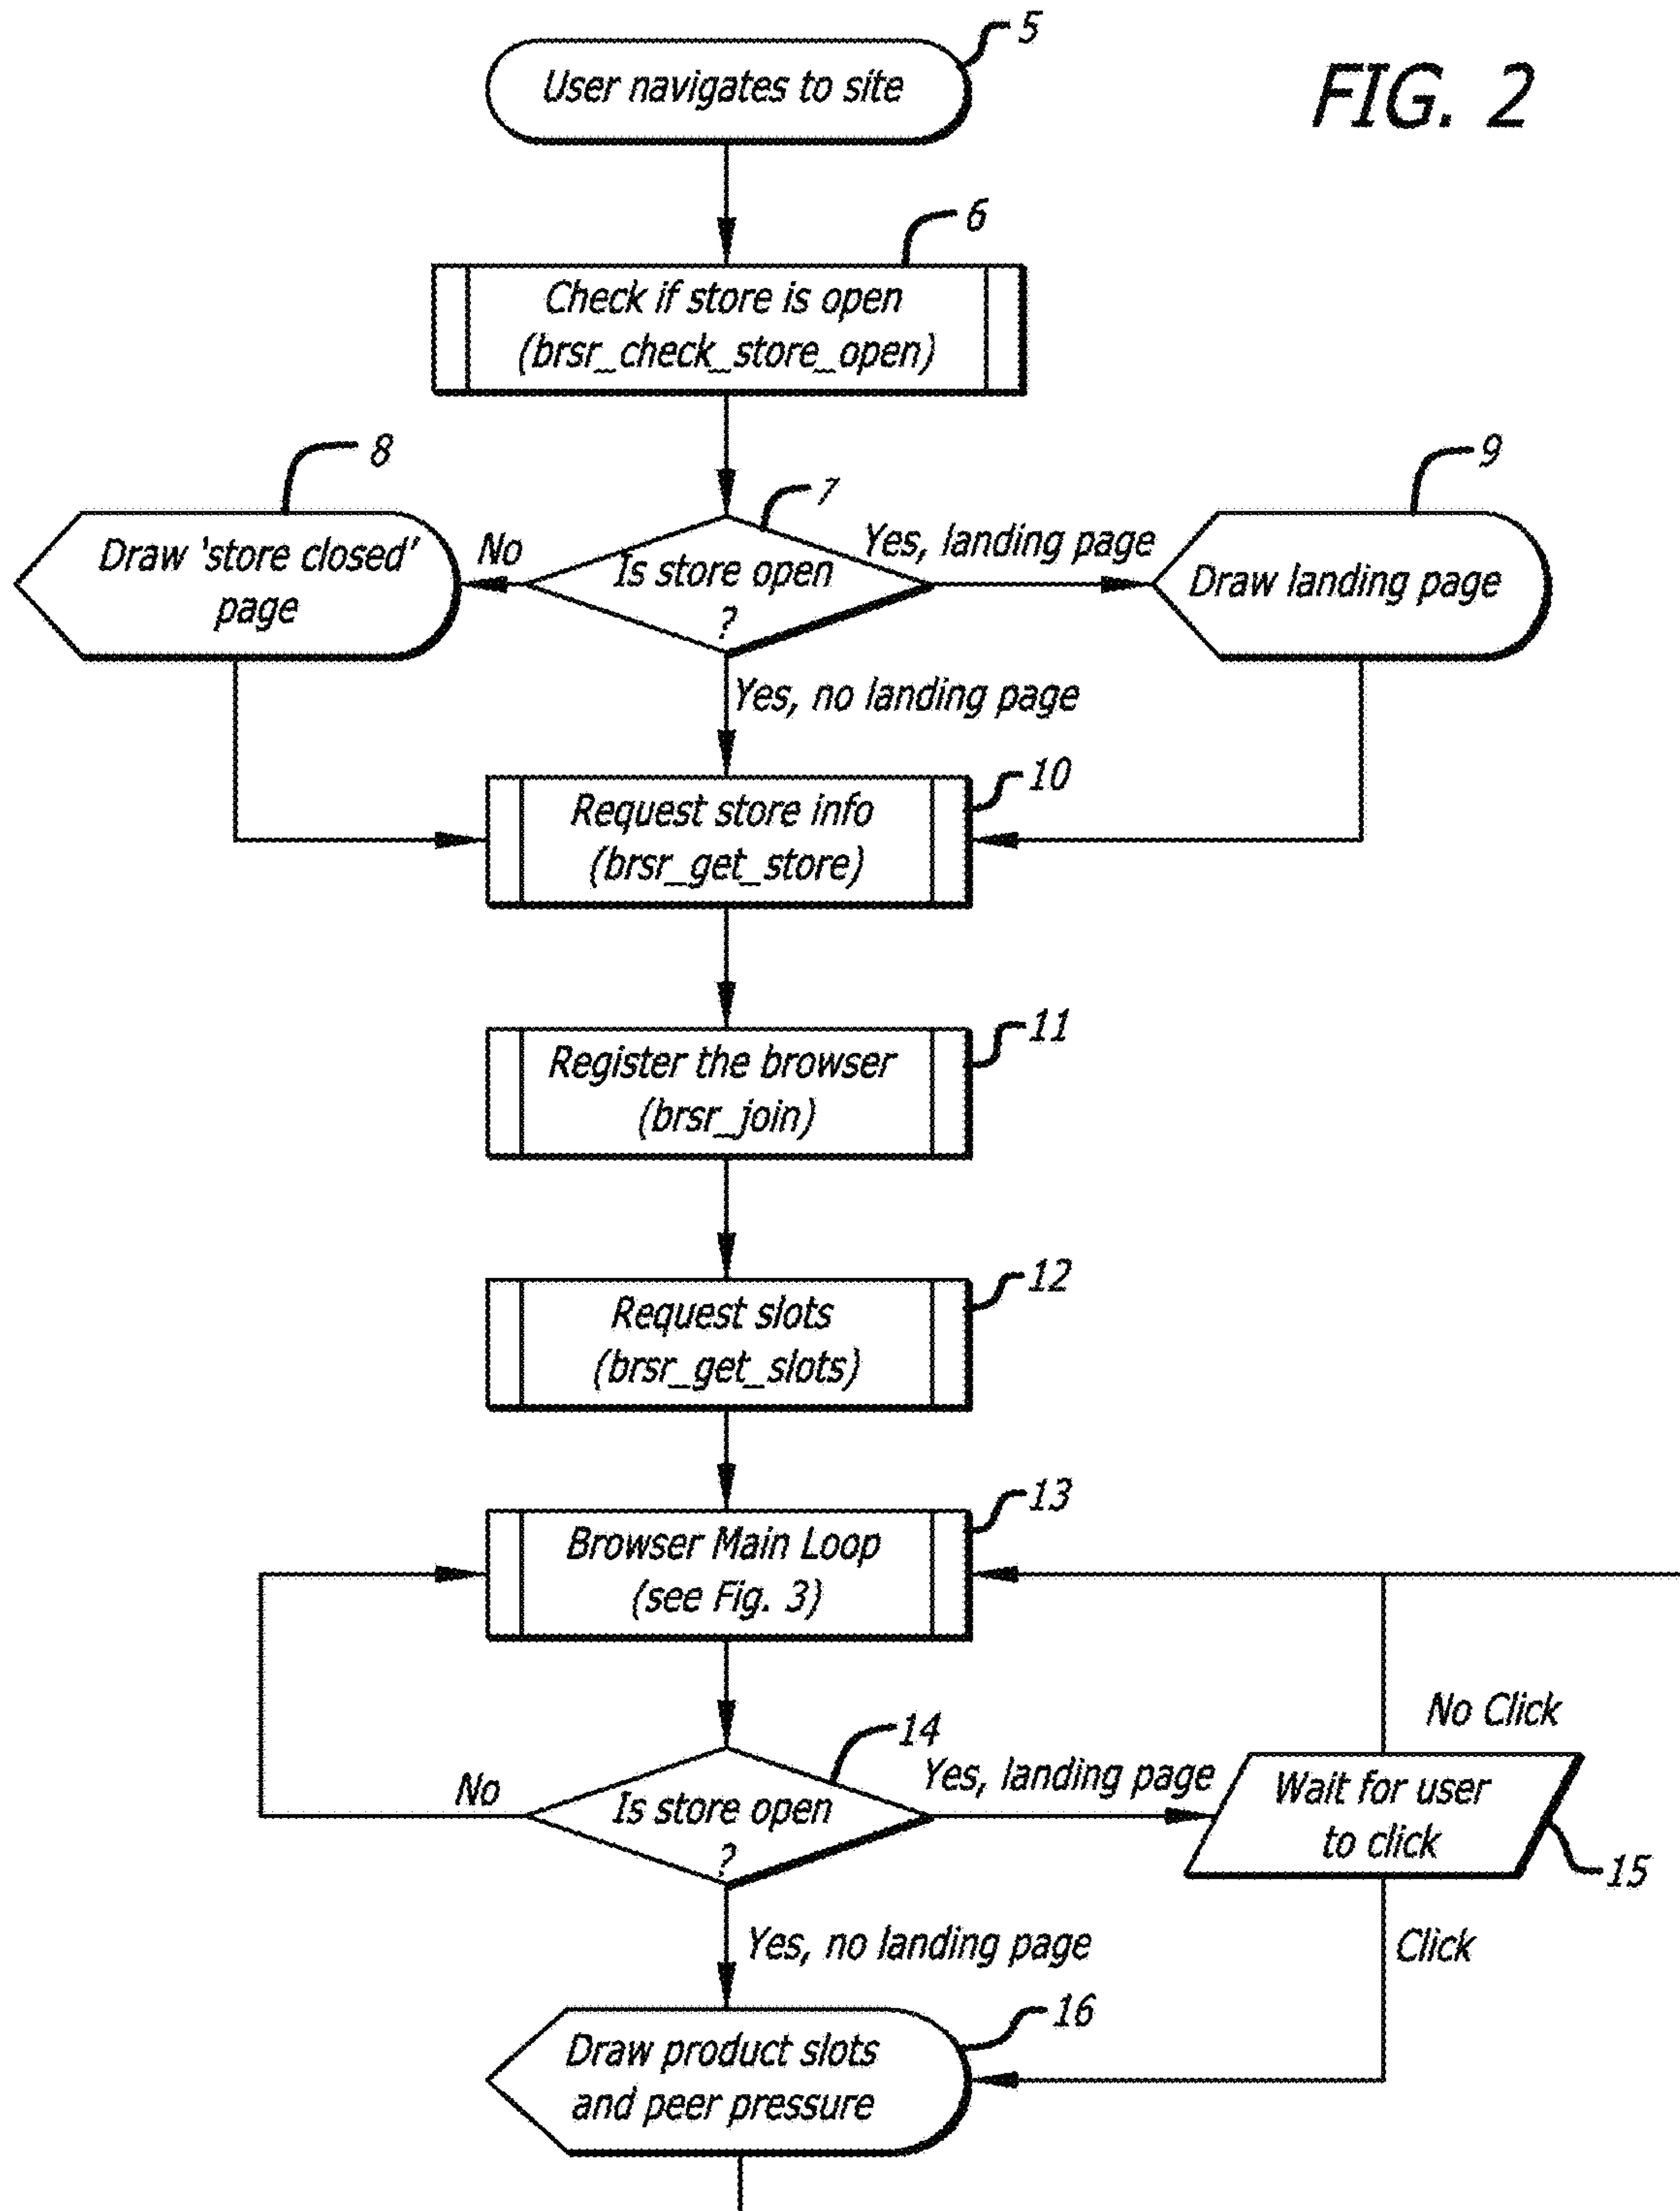 FIG. 2
5
User navigates to site
6
Check if store is open
(brsr_check_store_open)
8
7
9
Draw 'store closed'
page
No
Is store open
?
Yes, landing page
Draw landing page
Yes, no landing page
10
Request store info
(brsr_get_store)
11
Register the browser
(brsr_join)
12
Request slots
(brsr_get_slots)
13
Browser Main Loop
(see Fig. 3)
No Click
14
No
Is store open
?
Yes, landing page
Wait for user
to click
15
Yes, no landing page
Click
16
Draw product slots
and peer pressure